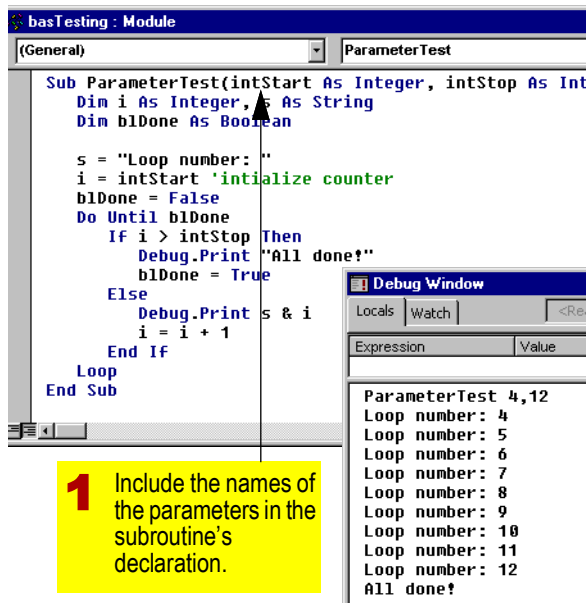 basTesting : Module
(General) ParameterTest
Sub ParameterTest(intStart As Integer, intStop As Int
Dim i As Integer, s As String
Dim blDone As Boolean
s = "Loop number: "
i = intStart 'intialize counter
blDone = False
Do Until blDone
If i > intStop Then
Debug.Print "All done!"
blDone = True
Else
Debug.Print s & i
i = i + 1
End If
Loop
End Sub
Debug Window
Locals Watch <Rea
Expression Value
ParameterTest 4,12
Loop number: 4
Loop number: 5
Loop number: 6
Loop number: 7
Loop number: 8
Loop number: 9
Loop number: 10
Loop number: 11
Loop number: 12
All done!
1 Include the names of
the parameters in the
subroutine’s
declaration.